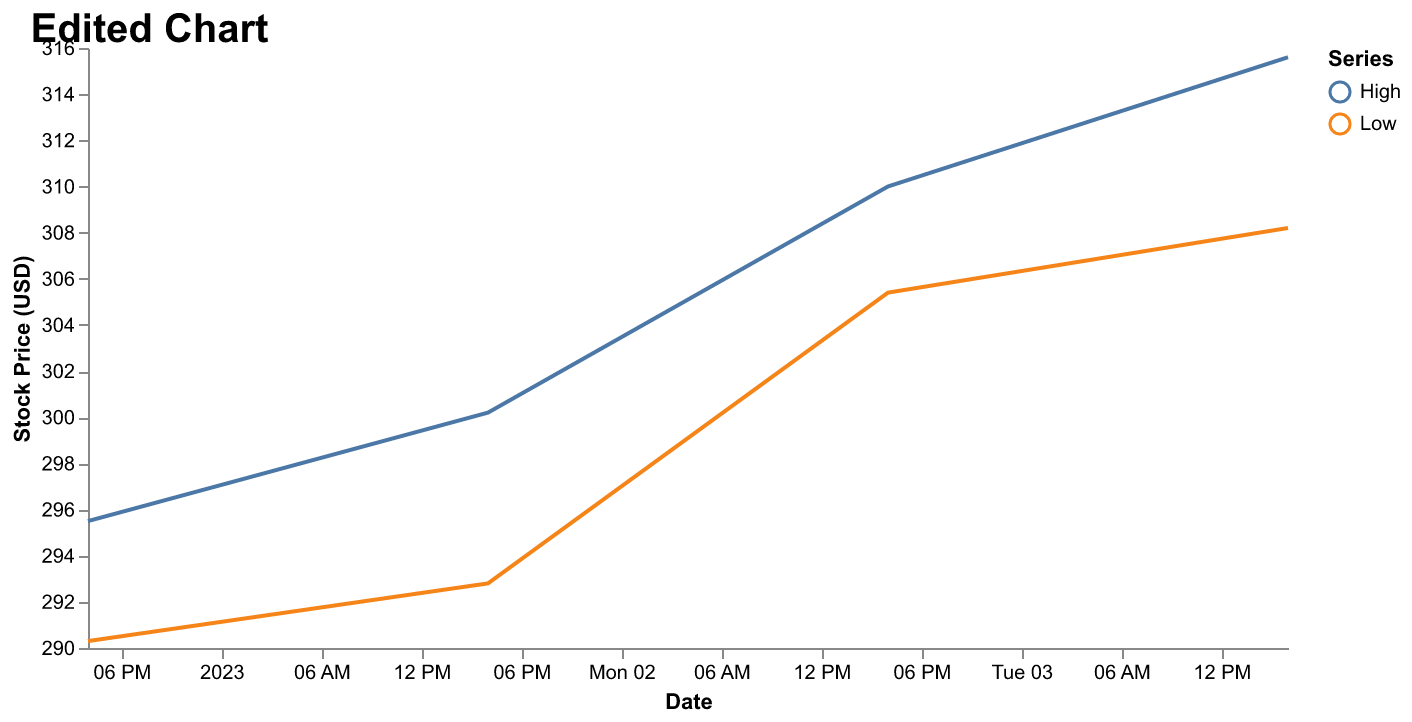 Edited Chart
Series
High
Low
Stock Price (USD)
316
314
312
310
308
306
304
302
300
298
296
294
292
290
06 PM 2023 06 AM 12 PM 06 PM Mon 02 06 AM 12 PM 06 PM Tue 03 06 AM 12 PM
Date